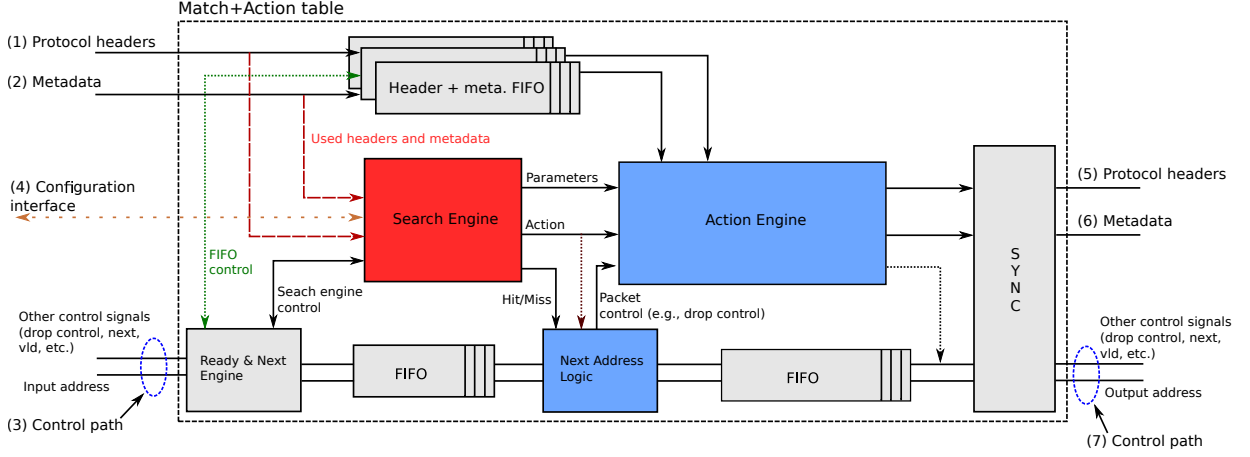 Match+Action table
(1) Protocol headers
(2) Metadata
Header + meta. FIFO
Used headers and metadata
(4) Configuration
interface
Search Engine
Parameters
Action
Action Engine
(5) Protocol headers
(6) Metadata
S
Y
N
C
FIFO
control
Seach engine
control
Hit/Miss
Packet
control (e.g., drop control)
Other control signals
(drop control, next,
vld, etc.)
Input address
(3) Control path
Ready & Next
Engine
FIFO
Next Address
Logic
FIFO
Other control signals
(drop control, next,
vld, etc.)
Output address
(7) Control path